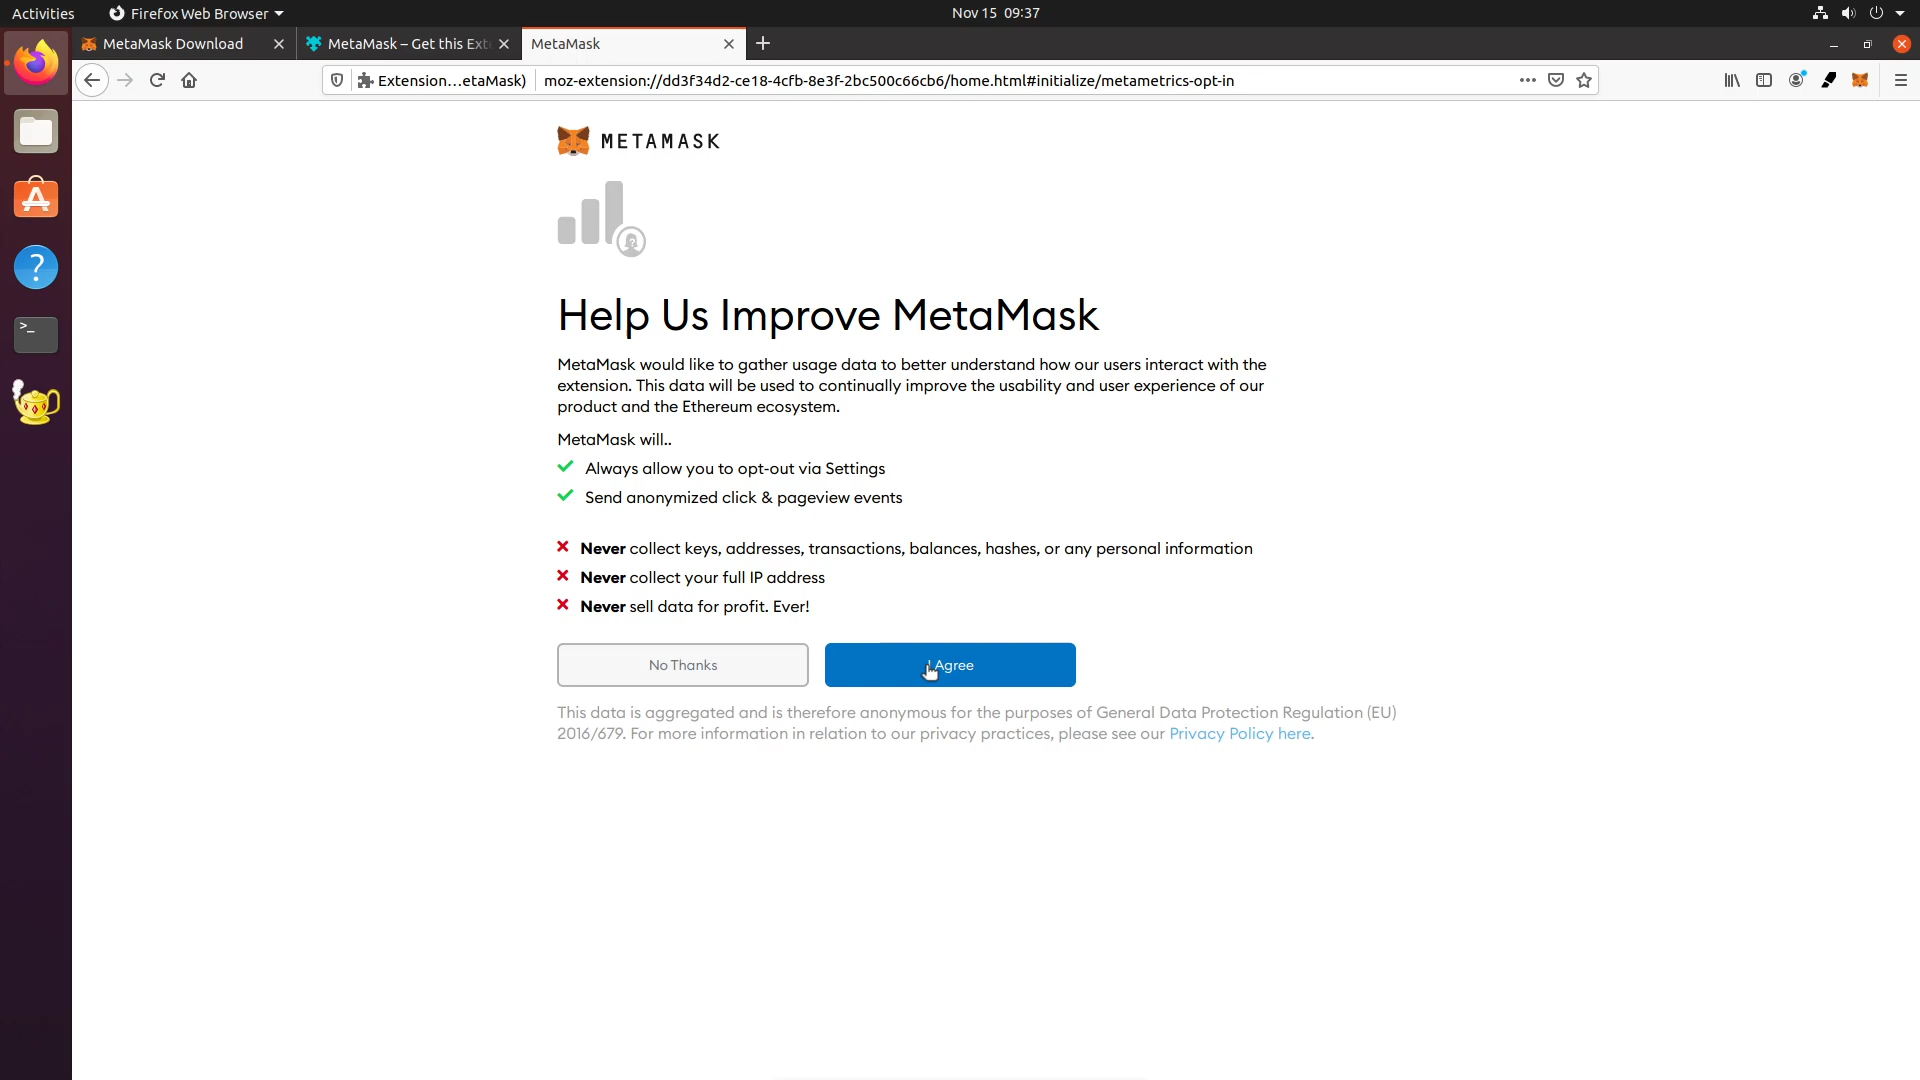 Activities
Firefox Web Browser
Nov 15 09:37
MetaMask Download
MetaMask – Get this Ext
MetaMask
Extension...etaMask)
moz-extension://dd3f34d2-ce18-4cfb-8e3f-2bc500c66cb6/home.html#initialize/metametrics-opt-in
METAMASK
Help Us Improve MetaMask
MetaMask would like to gather usage data to better understand how our users interact with the
extension. This data will be used to continually improve the usability and user experience of our
product and the Ethereum ecosystem.
MetaMask will..
Always allow you to opt-out via Settings
Send anonymized click & pageview events
Never collect keys, addresses, transactions, balances, hashes, or any personal information
Never collect your full IP address
Never sell data for profit. Ever!
No Thanks
I Agree
This data is aggregated and is therefore anonymous for the purposes of General Data Protection Regulation (EU)
2016/679. For more information in relation to our privacy practices, please see our Privacy Policy here.